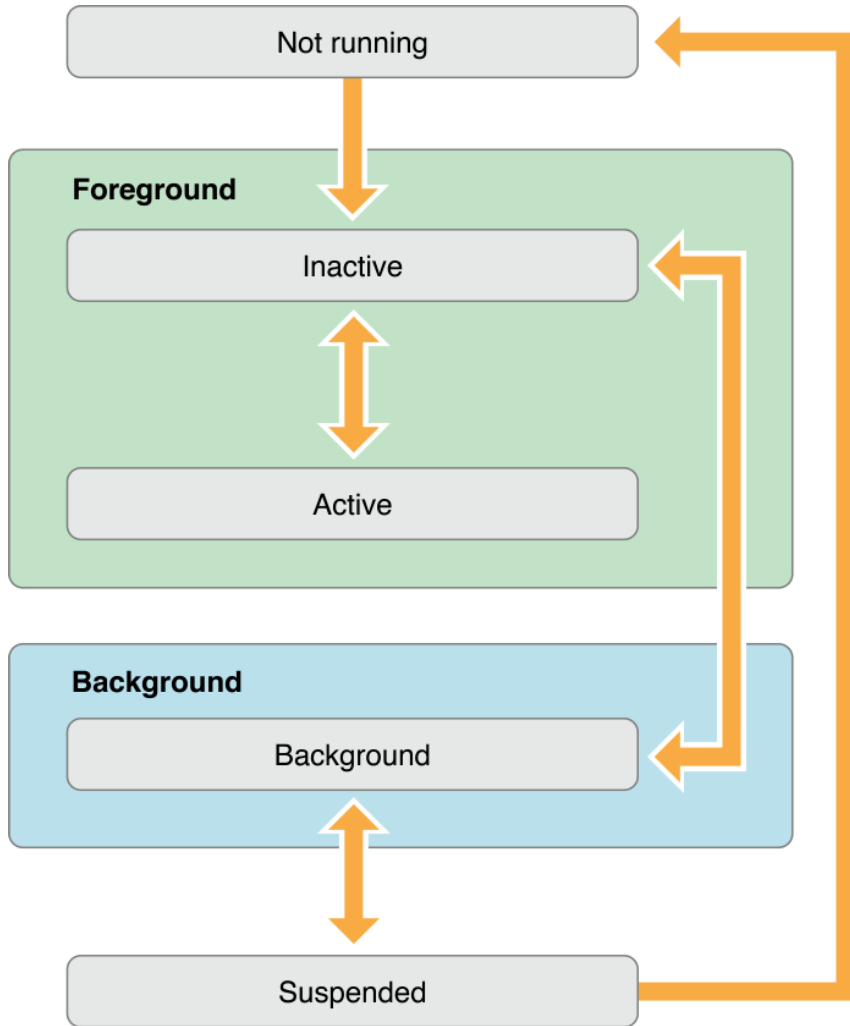 Not running
Foreground
Inactive
Active
Background
Background
Suspended